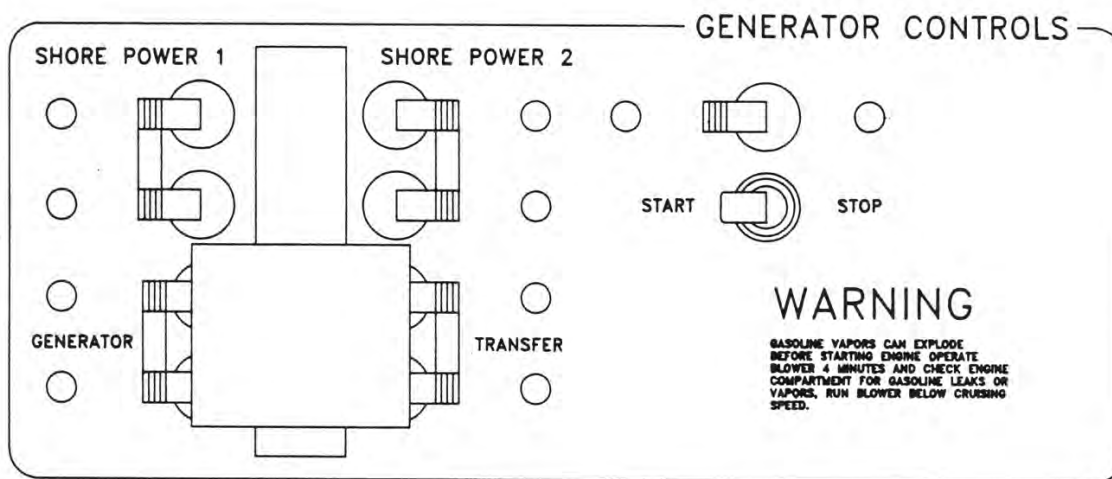 GENERATOR CONTROLS
SHORE POWER 1
SHORE POWER 2
START
STOP
WARNING
GENERATOR
TRANSFER
GASOLINE VAPORS CAN EXPLODE
BEFORE STARTING ENGINE OPERATE
BLOWER 4 MINUTES AND CHECK ENGINE
COMPARTMENT FOR GASOLINE LEAKS OR
VAPORS, RUN BLOWER BELOW CRUISING
SPEED.